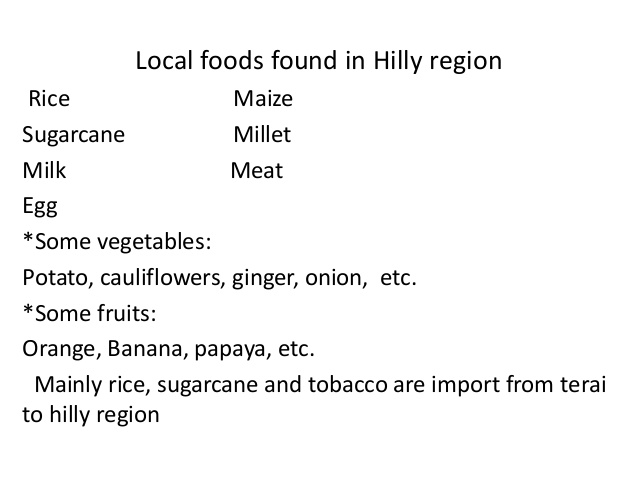 Local foods found in Hilly region
Rice Maize
Sugarcane Millet
Milk Meat
Egg
*Some vegetables:
Potato, cauliflowers, ginger, onion, etc.
*Some fruits:
Orange, Banana, papaya, etc.
Mainly rice, sugarcane and tobacco are import from terai
to hilly region